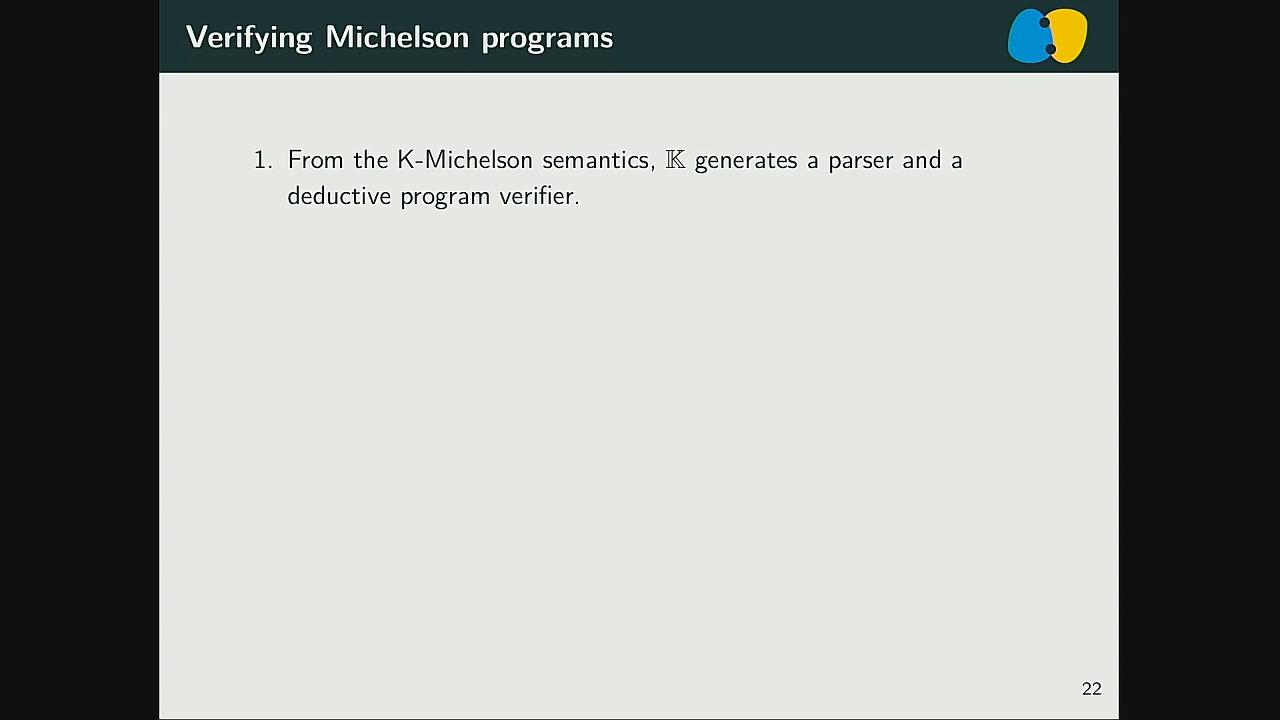 Verifying Michelson programs
1. From the K-Michelson semantics, 𝕂 generates a parser and a
deductive program verifier.
22